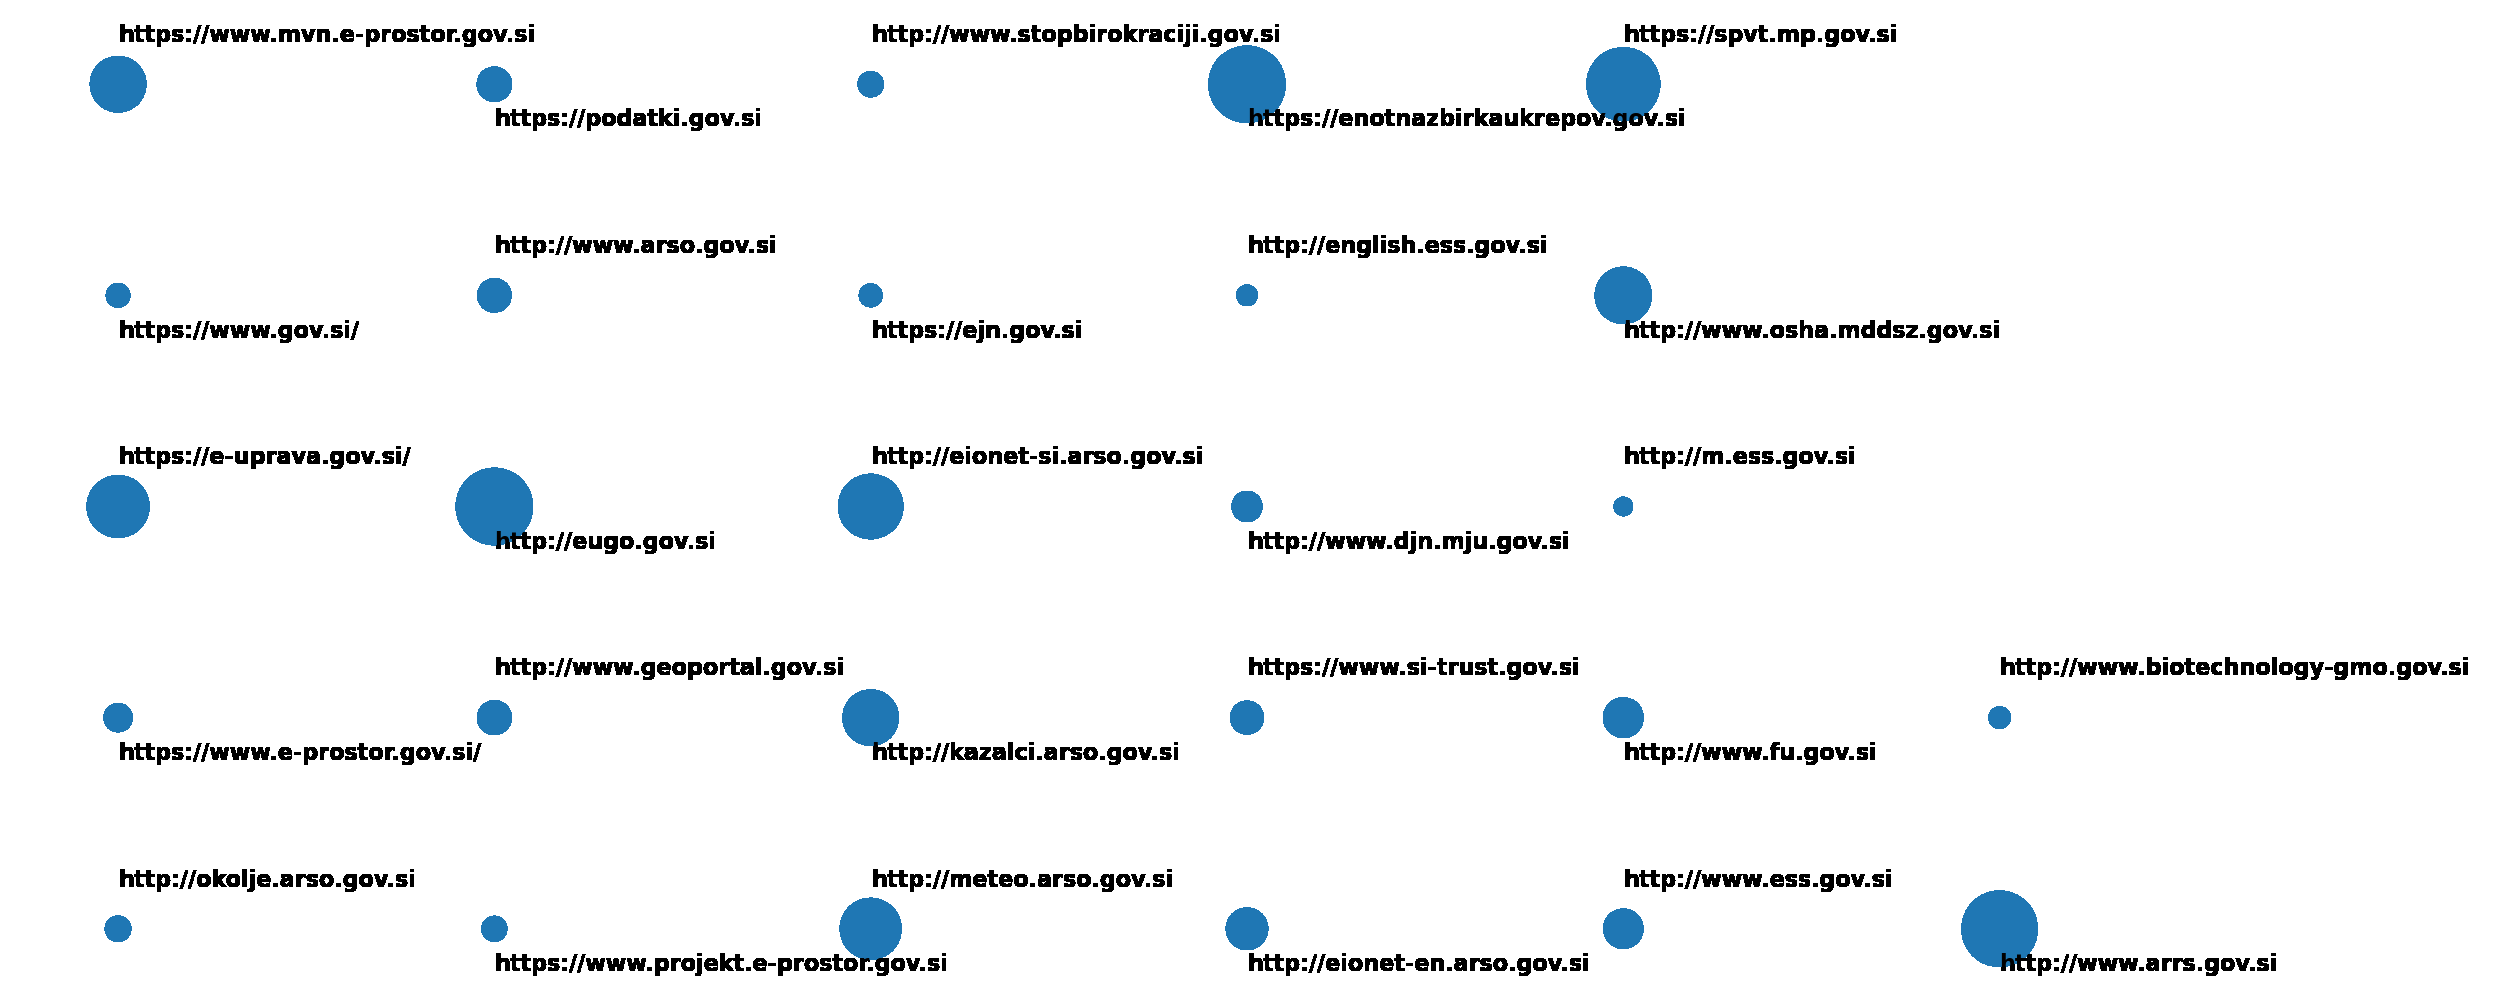 https://www.mvn.e-prostor.gov.si
http://www.stopbirokraciji.gov.si
https://spvt.mp.gov.si
https://podatki.gov.si
https://enotnazbirkaukrepov.gov.si
http://www.arso.gov.si
http://english.ess.gov.si
https://www.gov.si/
https://ejn.gov.si
http://www.osha.mddsz.gov.si
https://e-uprava.gov.si/
http://eionet-si.arso.gov.si
http://m.ess.gov.si
http://eugo.gov.si
http://www.djn.mju.gov.si
http://www.geoportal.gov.si
https://www.si-trust.gov.si
http://www.biotechnology-gmo.gov.si
https://www.e-prostor.gov.si/
http://kazalci.arso.gov.si
http://www.fu.gov.si
http://okolje.arso.gov.si
http://meteo.arso.gov.si
http://www.ess.gov.si
https://www.projekt.e-prostor.gov.si
http://eionet-en.arso.gov.si
http://www.arrs.gov.si